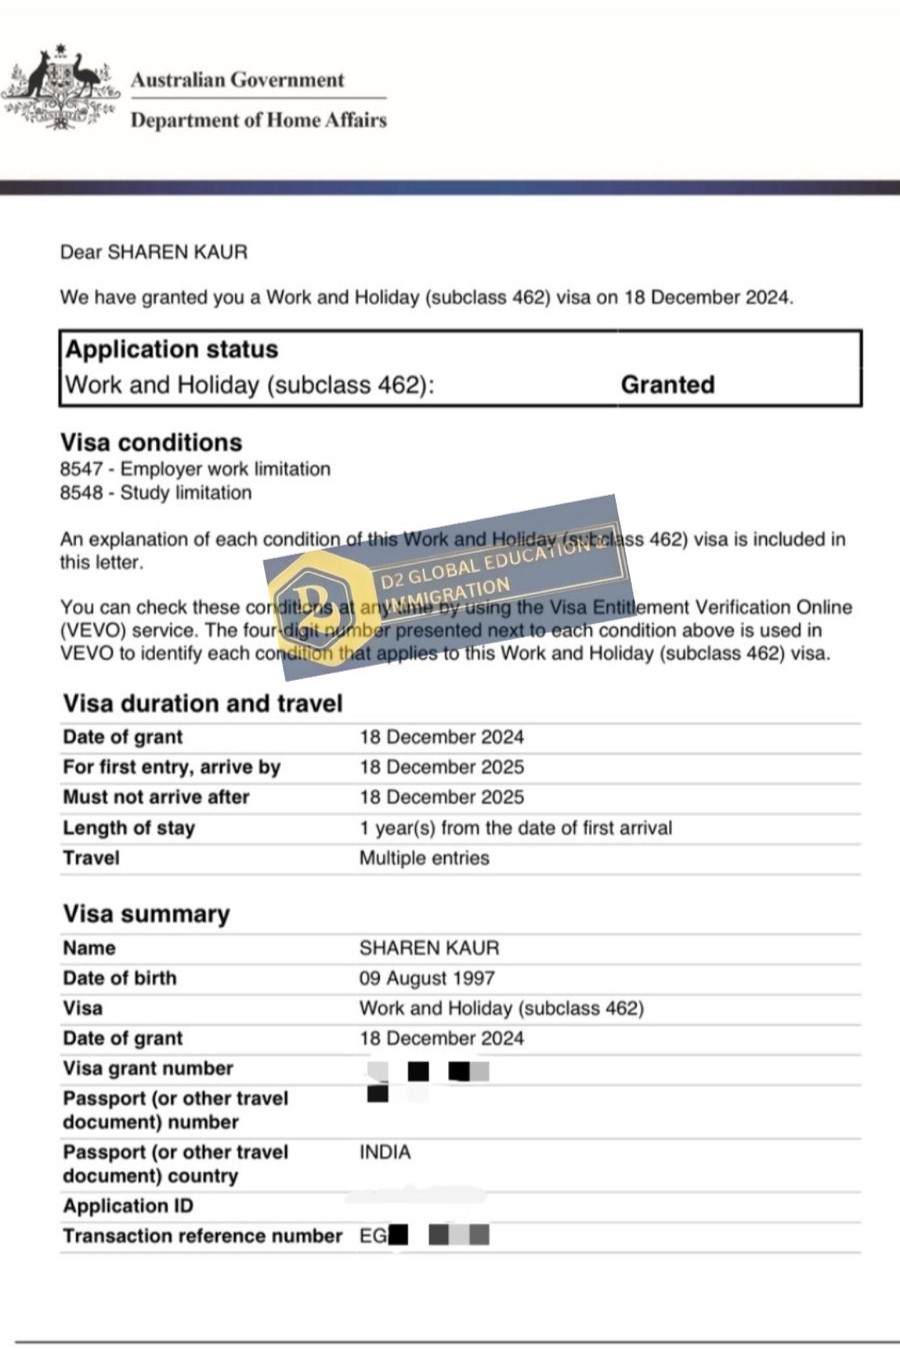 Australian Government
Department of Home Affairs
Dear SHAREN KAUR
We have granted you a Work and Holiday (subclass 462) visa on 18 December 2024.
Application status
Work and Holiday (subclass 462): Granted
Visa conditions
8547 - Employer work limitation
8548 - Study limitation
An explanation of each condition of this Work and Holiday (subclass 462) visa is included in
this letter.
D2 GLOBAL EDUCATION &
IMMIGRATION
You can check these conditions at any time by using the Visa Entitlement Verification Online
(VEVO) service. The four-digit number presented next to each condition above is used in
VEVO to identify each condition that applies to this Work and Holiday (subclass 462) visa.
Visa duration and travel
Date of grant 18 December 2024
For first entry, arrive by 18 December 2025
Must not arrive after 18 December 2025
Length of stay 1 year(s) from the date of first arrival
Travel Multiple entries
Visa summary
Name SHAREN KAUR
Date of birth 09 August 1997
Visa Work and Holiday (subclass 462)
Date of grant 18 December 2024
Visa grant number
Passport (or other travel
document) number
Passport (or other travel INDIA
document) country
Application ID
Transaction reference number EG